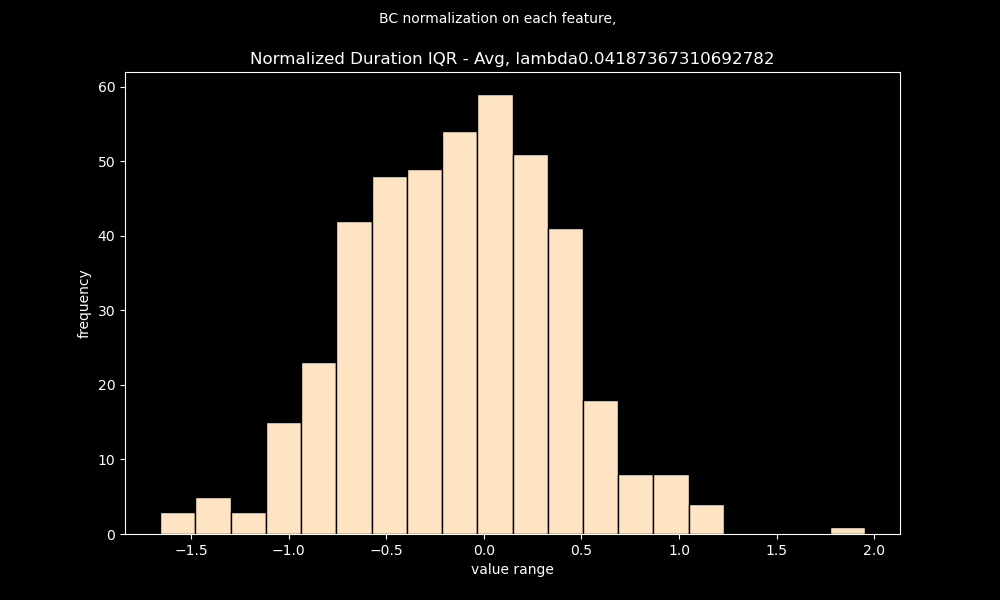 BC normalization on each feature,
Normalized Duration IQR - Avg, lambda0.04187367310692782
60
50
40
30
20
10
0
frequency
−1.5 −1.0 −0.5 0.0 0.5 1.0 1.5 2.0
value range